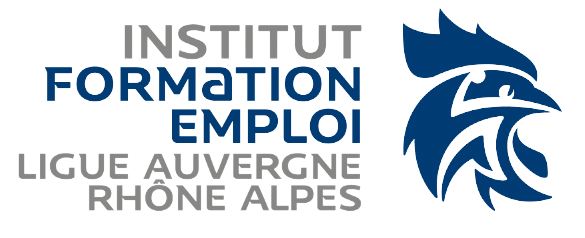 INSTITUT
FORMaTION
EMPLOI
LIGUE AUVERGNE
RHÔNE ALPES